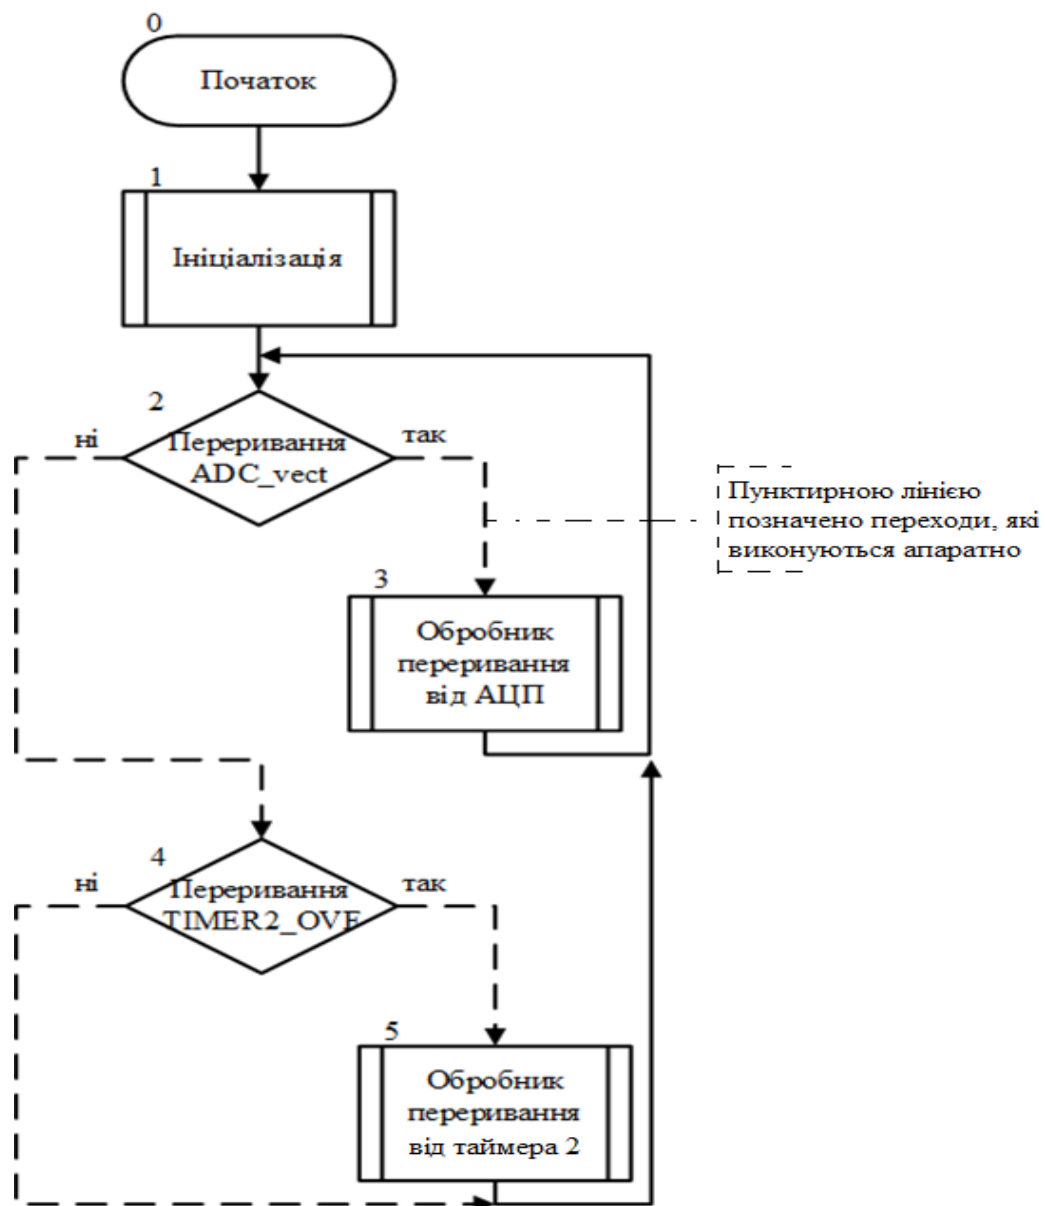 0
Початок
1
Ініціалізація
2
ні
так
Переривання
ADC_vect
Пунктирною лінією
позначено переходи, які
виконуються апаратно
3
Обробник
переривання
від АЦП
4
ні
так
Переривання
TIMER2_OVF
5
Обробник
переривання
від таймера 2